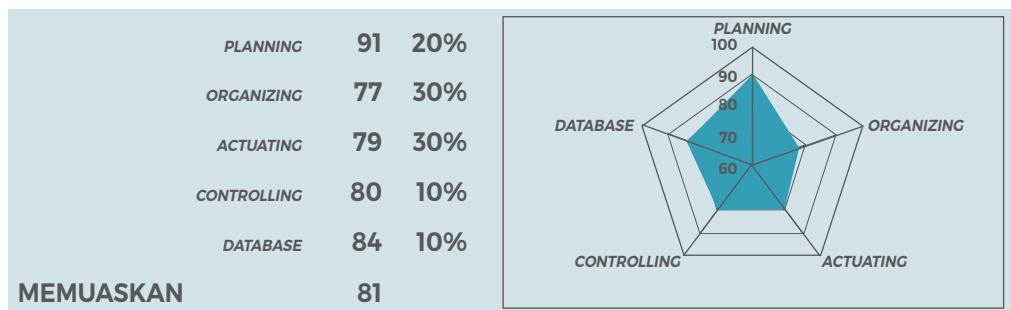 PLANNING 91 20%
ORGANIZING 77 30%
ACTUATING 79 30%
CONTROLLING 80 10%
DATABASE 84 10%
MEMUASKAN 81
PLANNING
100
90
80
70
60
DATABASE
ORGANIZING
CONTROLLING
ACTUATING